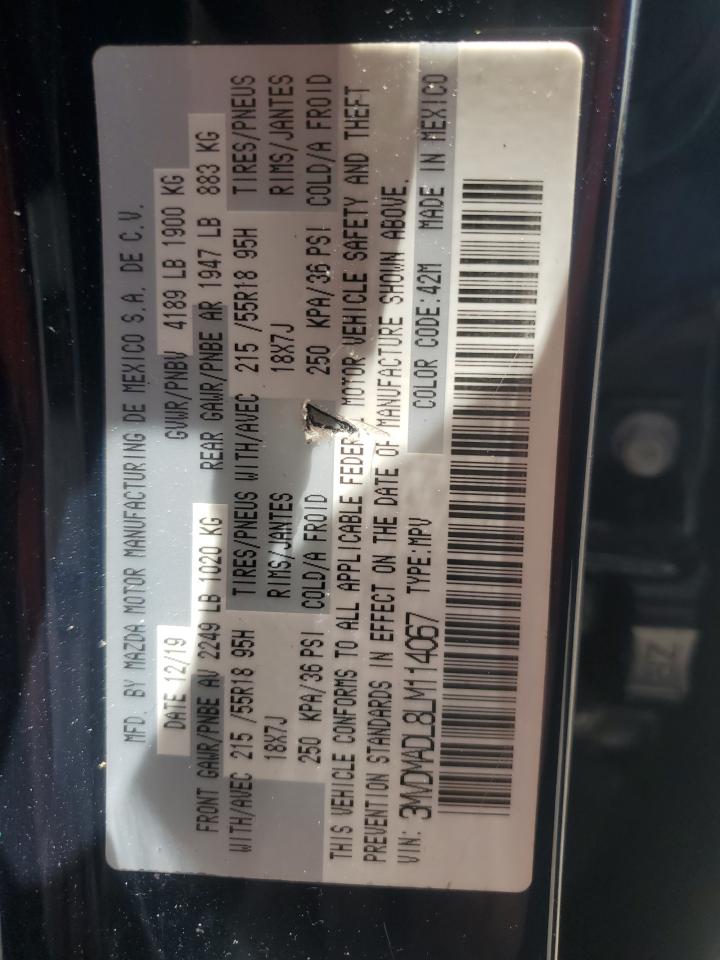 MFD. BY MAZDA MOTOR MANUFACTURING DE MEXICO S.A. DE C.V.
DATE 12/19 GVWR/PNBV 4189 LB 1900 KG
FRONT GAWR/PNBE AV 2249 LB 1020 KG REAR GAWR/PNBE AR 1947 LB 883 KG
WITH/AVEC 215 /55R18 95H TIRES/PNEUS WITH/AVEC 215 /55R18 95H TIRES/PNEUS
18X7J RIMS/JANTES 18X7J RIMS/JANTES
250 KPA/36 PSI COLD/A FROID 250 KPA/36 PSI COLD/A FROID
THIS VEHICLE CONFORMS TO ALL APPLICABLE FEDERAL MOTOR VEHICLE SAFETY AND THEFT
PREVENTION STANDARDS IN EFFECT ON THE DATE OF MANUFACTURE SHOWN ABOVE.
VIN: 3MVDMADL8LM114067 TYPE:MPV COLOR CODE:42M MADE IN MEXICO